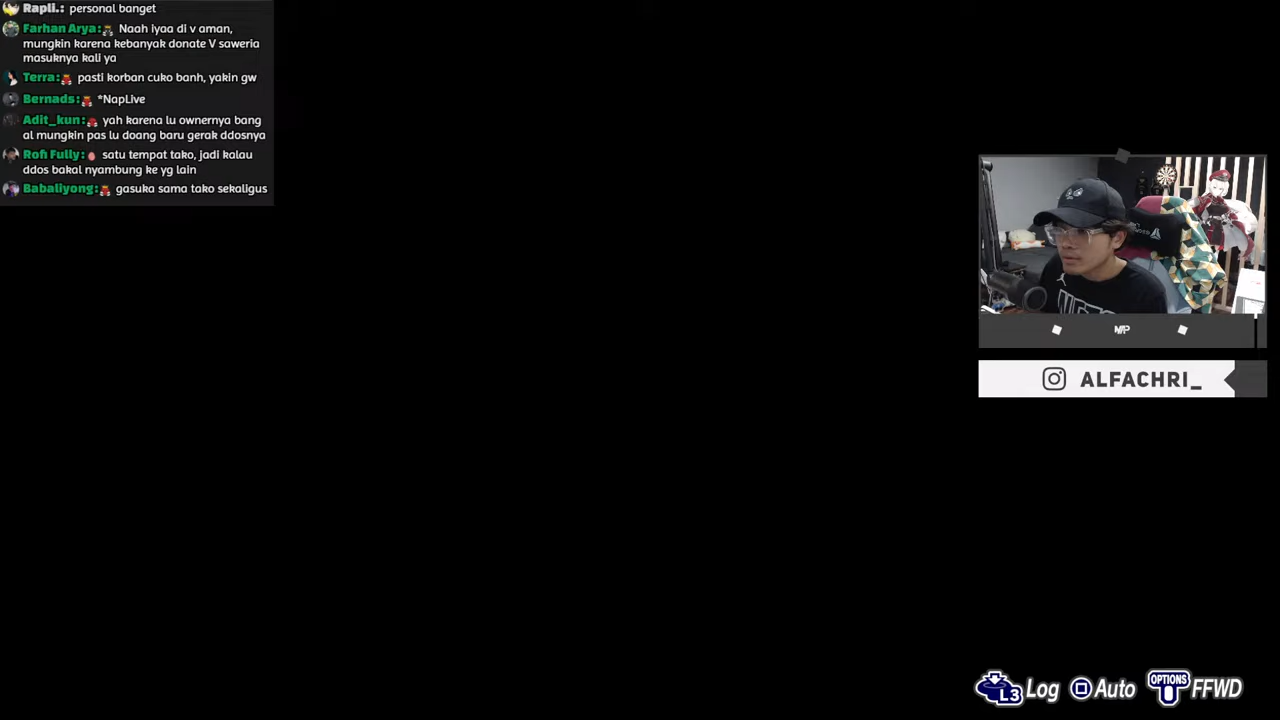 Rapli.: personal banget
Farhan Arya: Naah iyaa di v aman,
mungkin karena kebanyak donate V saweria
masuknya kali ya
Terra: pasti korban cuko banh, yakin gw
Bernads: *NapLive
Adit_kun: yah karena lu ownernya bang
al mungkin pas lu doang baru gerak ddosnya
Rofi Fully: satu tempat tako, jadi kalau
ddos bakal nyambung ke yg lain
Babaliyong: gasuka sama tako sekaligus
ALFACHRI_
L3 Log Auto OPTIONS FFWD